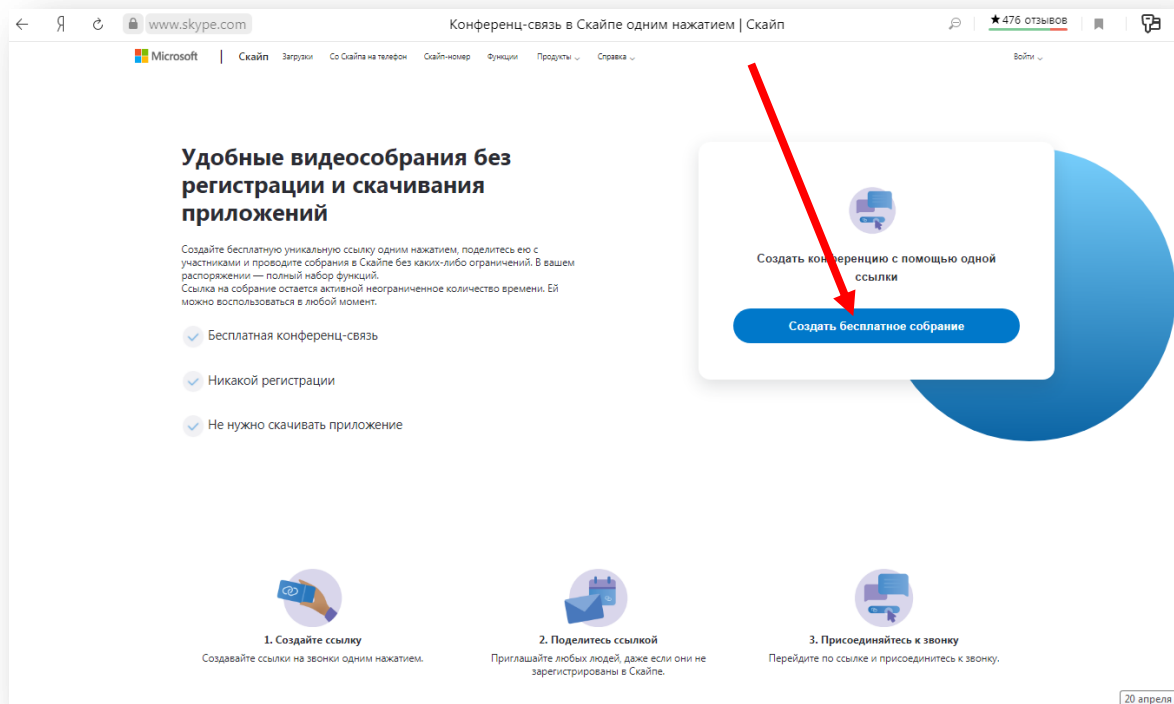 Я
www.skype.com
Конференц-связь в Скайпе одним нажатием | Скайп
★476 отзывов
Microsoft
Скайп
Загрузки
Со Скайпа на телефон
Скайп-номер
Функции
Продукты
Справка
Войти
Удобные видеособрания без
регистрации и скачивания
приложений
Создайте бесплатную уникальную ссылку одним нажатием, поделитесь ею с
участниками и проводите собрания в Скайпе без каких-либо ограничений. В вашем
распоряжении — полный набор функций.
Ссылка на собрание остается активной неограниченное количество времени. Ей
можно воспользоваться в любой момент.
Бесплатная конференц-связь
Никакой регистрации
Не нужно скачивать приложение
Создать конференцию с помощью одной
ссылки
Создать бесплатное собрание
1. Создайте ссылку
Создавайте ссылки на звонки одним нажатием.
2. Поделитесь ссылкой
Приглашайте любых людей, даже если они не
зарегистрированы в Скайпе.
3. Присоединяйтесь к звонку
Перейдите по ссылке и присоединитесь к звонку.
20 апреля